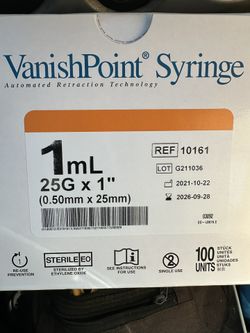 VanishPoint® Syringe
Automated Retraction Technology
1mL
25G x 1"
(0.50mm x 25mm)
REF 10161
LOT G211036
2021-10-22
2026-09-28
RE-USE
PREVENTION
STERILE EO
STERILIZED BY
ETHYLENE OXIDE
SEE INSTRUCTIONS
FOR USE
2
SINGLE USE
100
UNITS